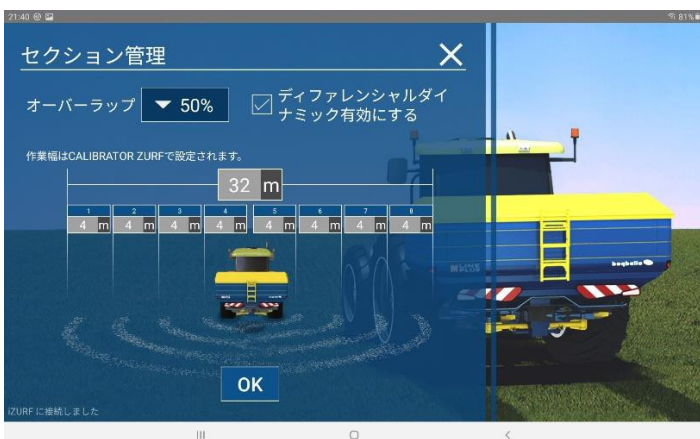 21:40
81%
セクション管理
オーバーラップ
50%
ディファレンシャルダイ
ナミック有効にする
作業幅はCALIBRATOR ZURFで設定されます。
32 m
1 2 3 4 5 6 7 8
4 m 4 m 4 m 4 m 4 m 4 m 4 m 4 m
M LINE
PLUS
bogballe
OK
iZURF に接続しました